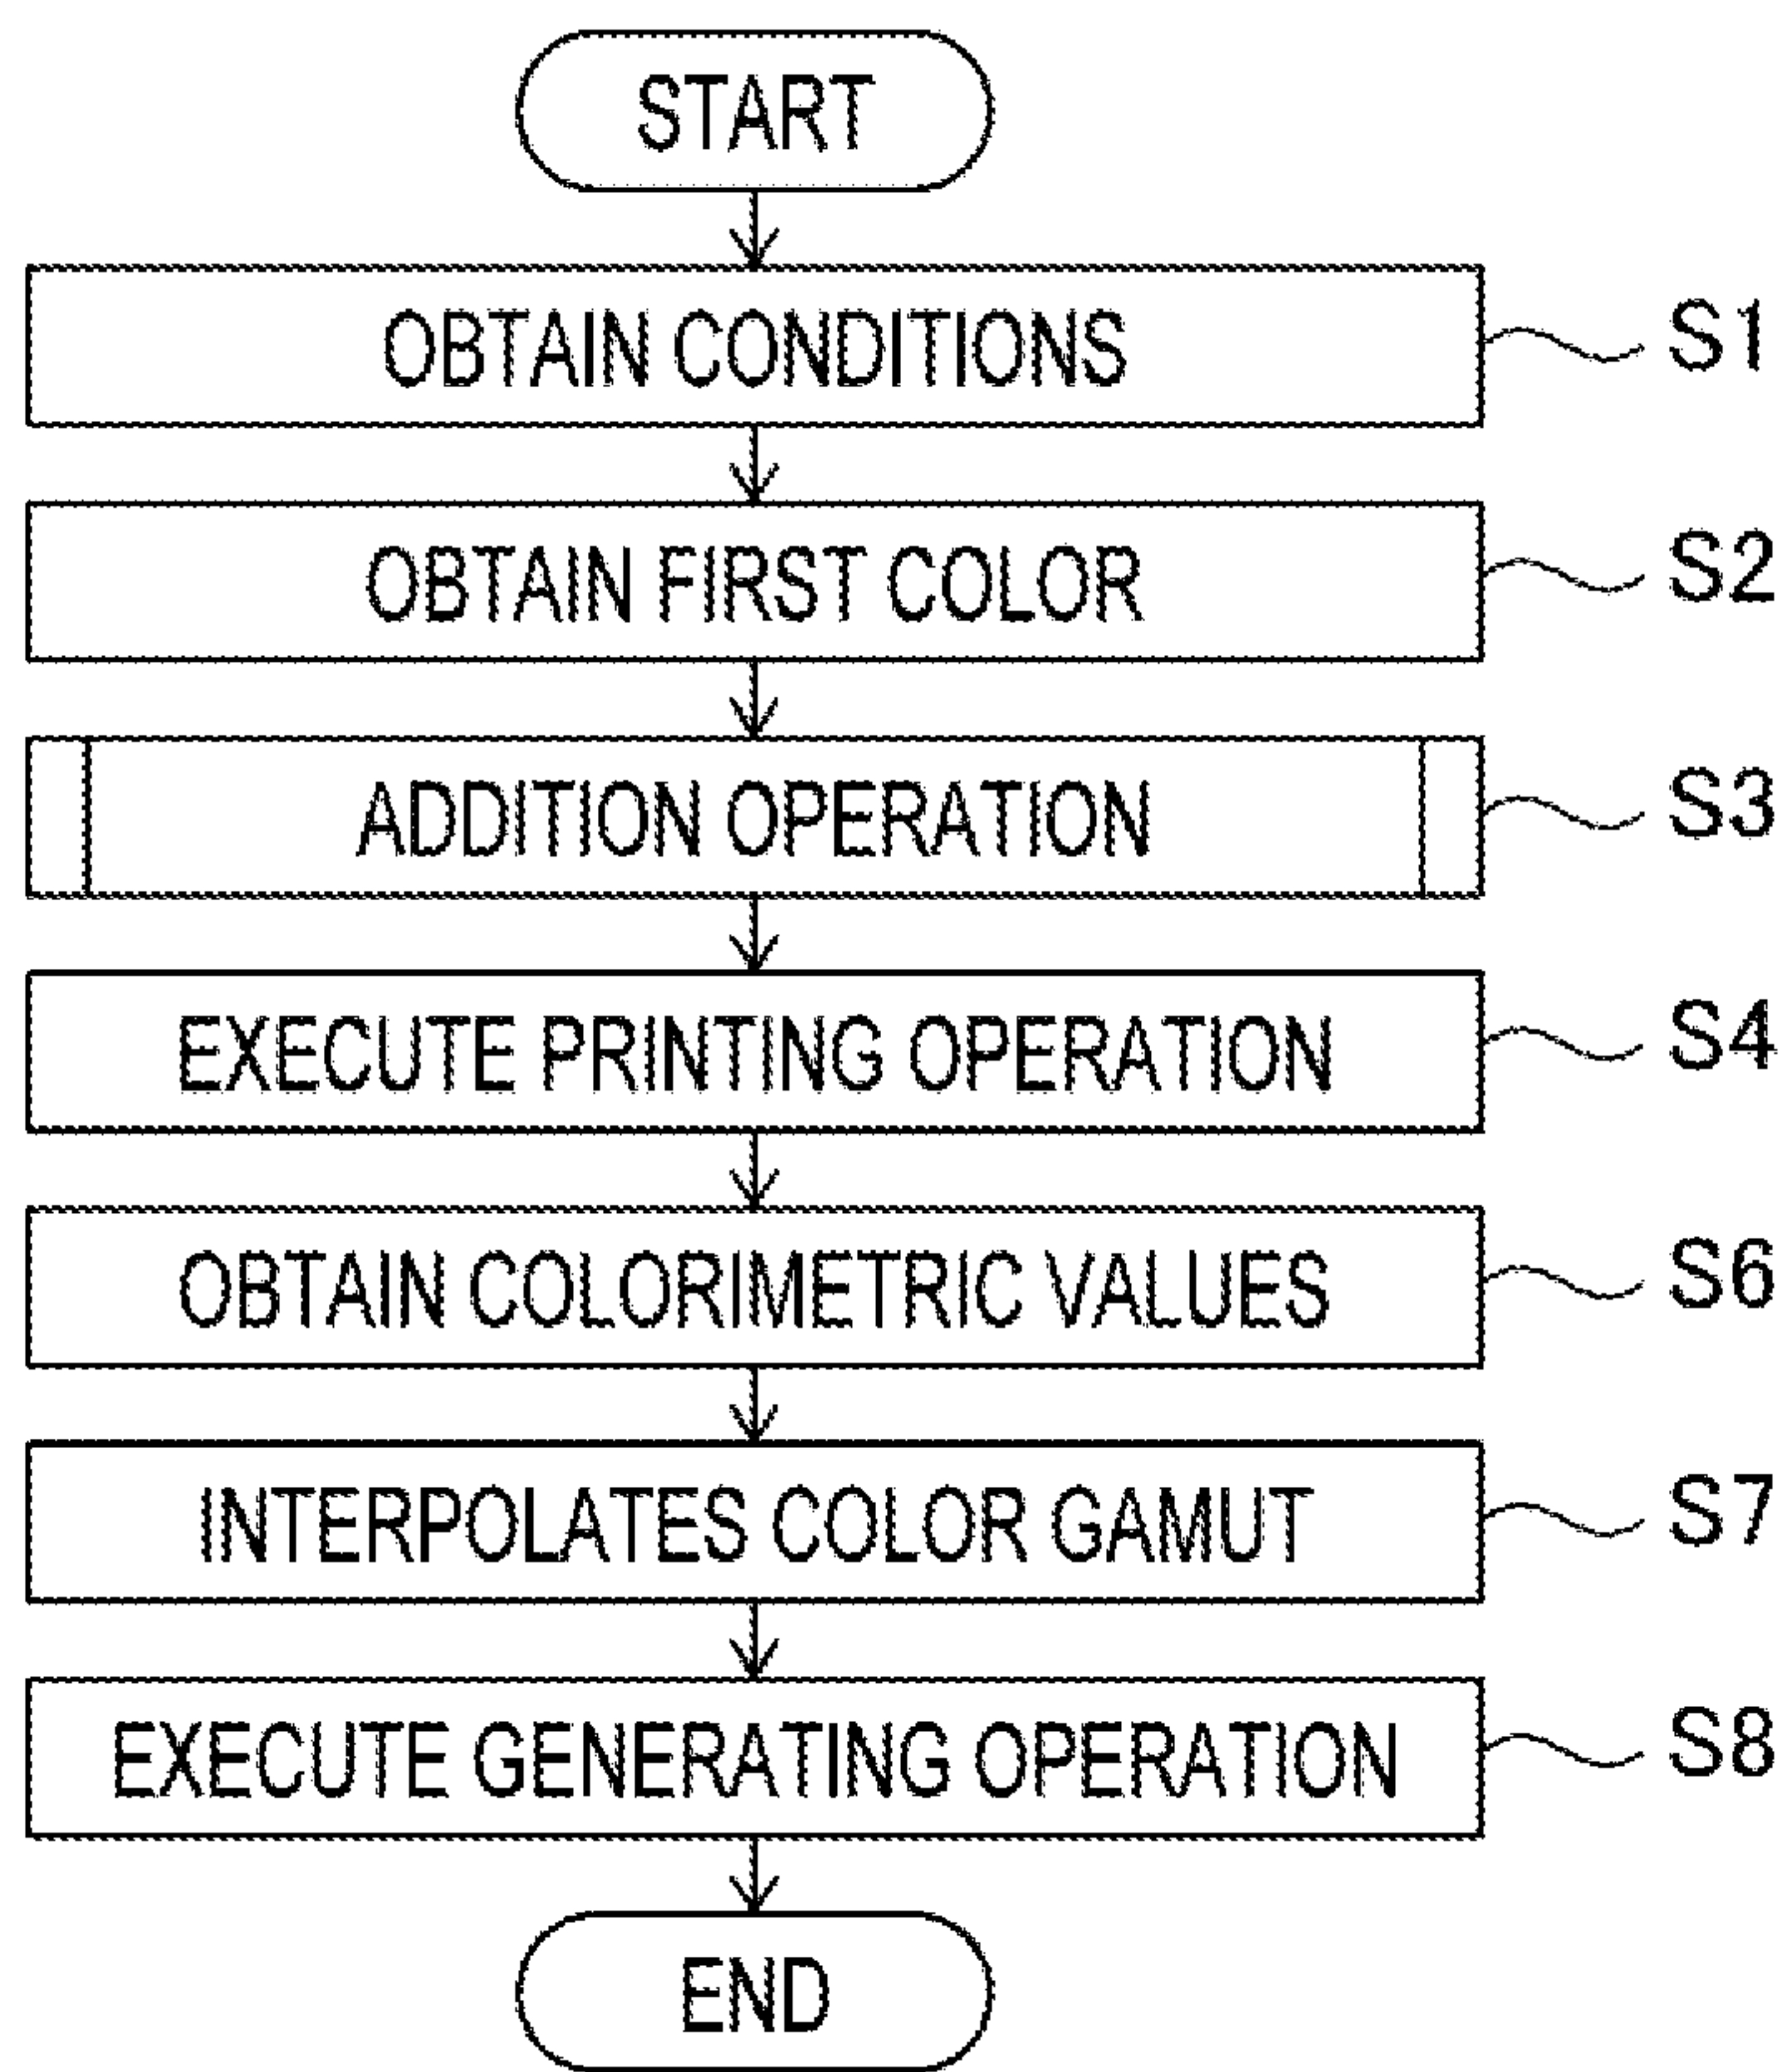 START
OBTAIN CONDITIONS S1
OBTAIN FIRST COLOR S2
ADDITION OPERATION S3
EXECUTE PRINTING OPERATION S4
OBTAIN COLORIMETRIC VALUES S6
INTERPOLATES COLOR GAMUT S7
EXECUTE GENERATING OPERATION S8
END